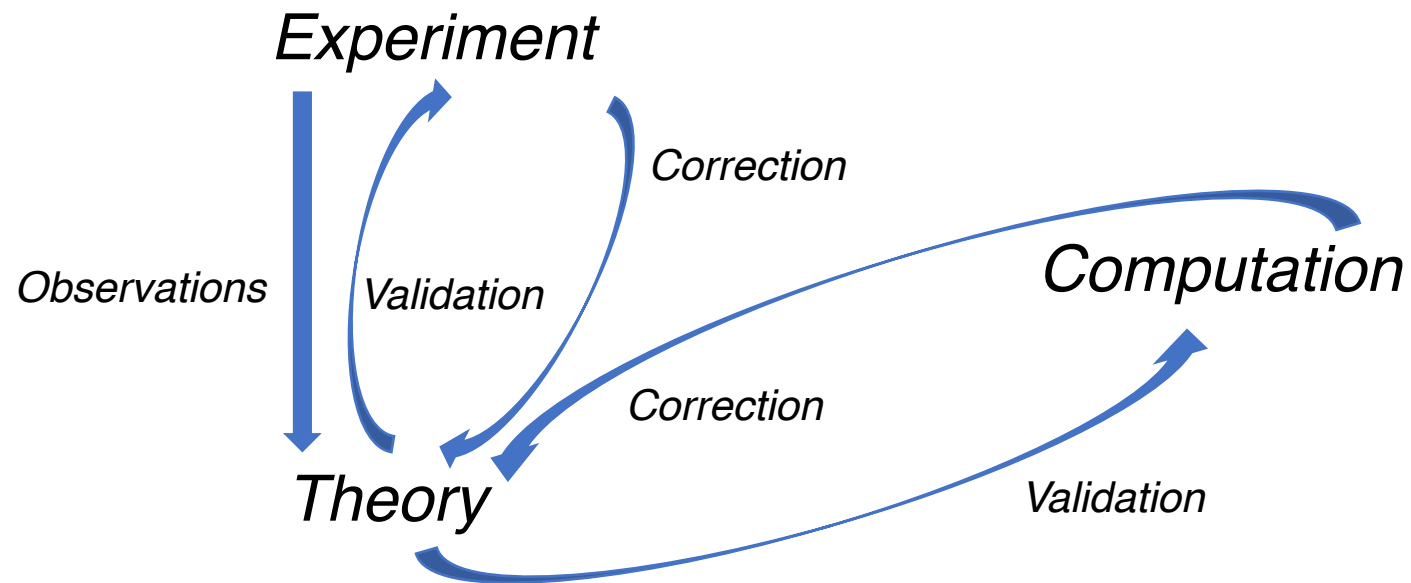 Experiment
Correction
Observations
Validation
Computation
Correction
Theory
Validation